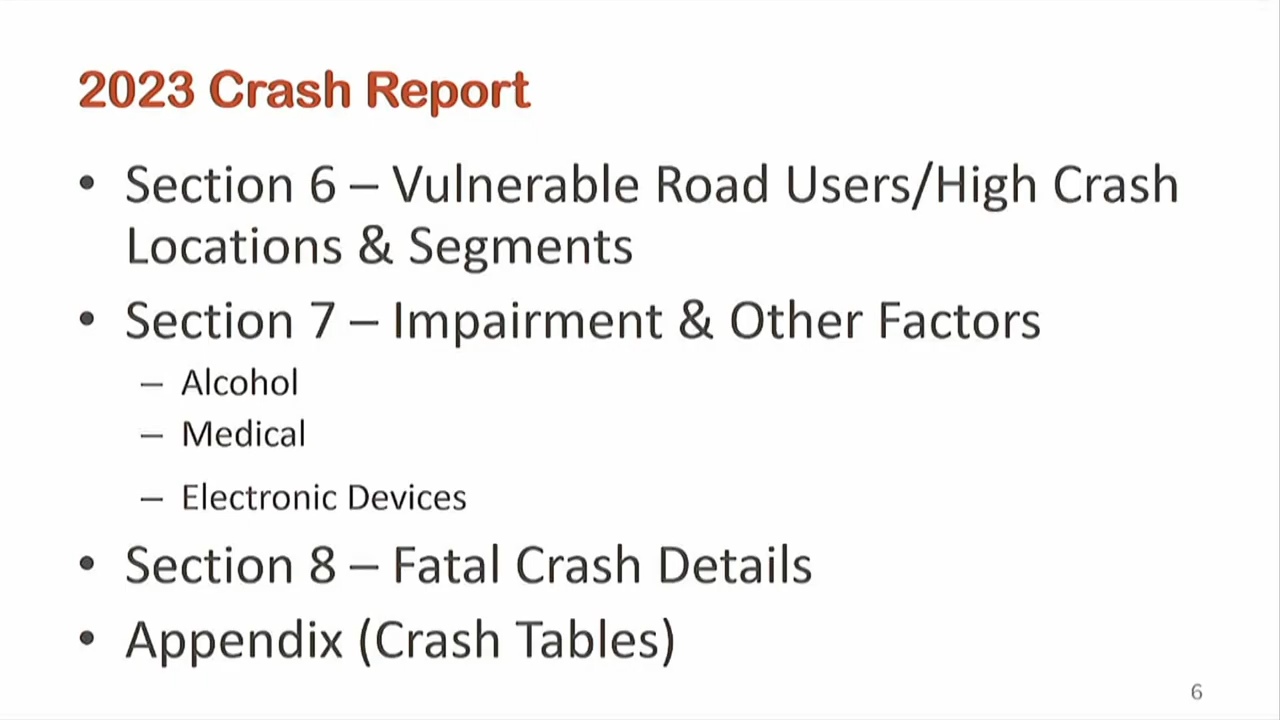 2023 Crash Report
• Section 6 – Vulnerable Road Users/High Crash
Locations & Segments
• Section 7 – Impairment & Other Factors
– Alcohol
– Medical
– Electronic Devices
• Section 8 – Fatal Crash Details
• Appendix (Crash Tables)
6